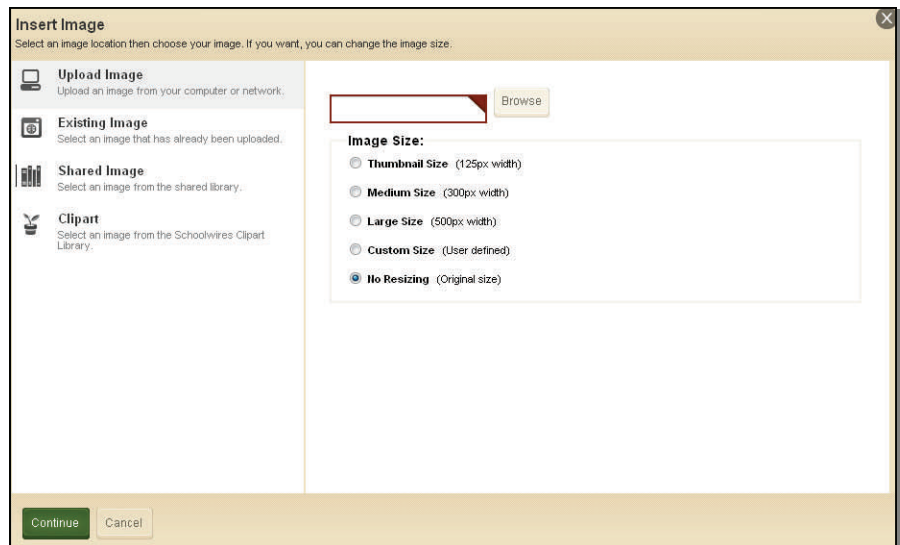 Insert Image
Select an image location then choose your image. If you want, you can change the image size.
Upload Image
Upload an image from your computer or network.
Existing Image
Select an image that has already been uploaded.
Shared Image
Select an image from the shared library.
Clipart
Select an image from the Schoolwires Clipart
Library.
Browse
Image Size:
Thumbnail Size (125px width)
Medium Size (300px width)
Large Size (500px width)
Custom Size (User defined)
No Resizing (Original size)
Continue
Cancel